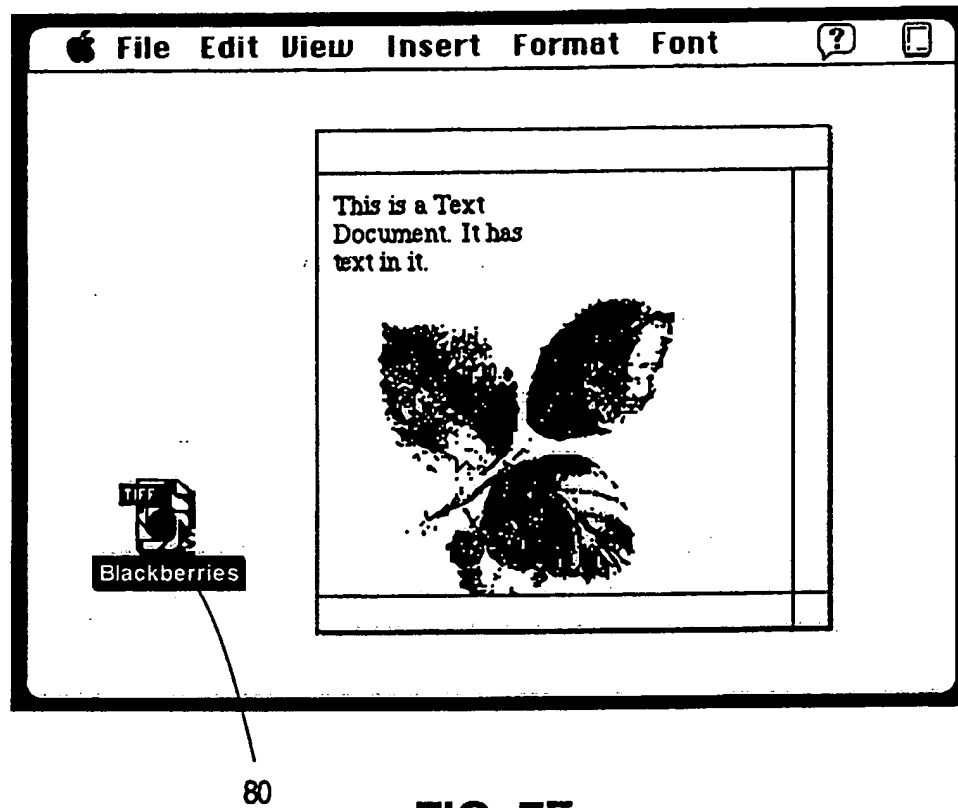 File Edit View Insert Format Font ?
This is a Text
Document. It has
text in it.
TIFF
Blackberries
80